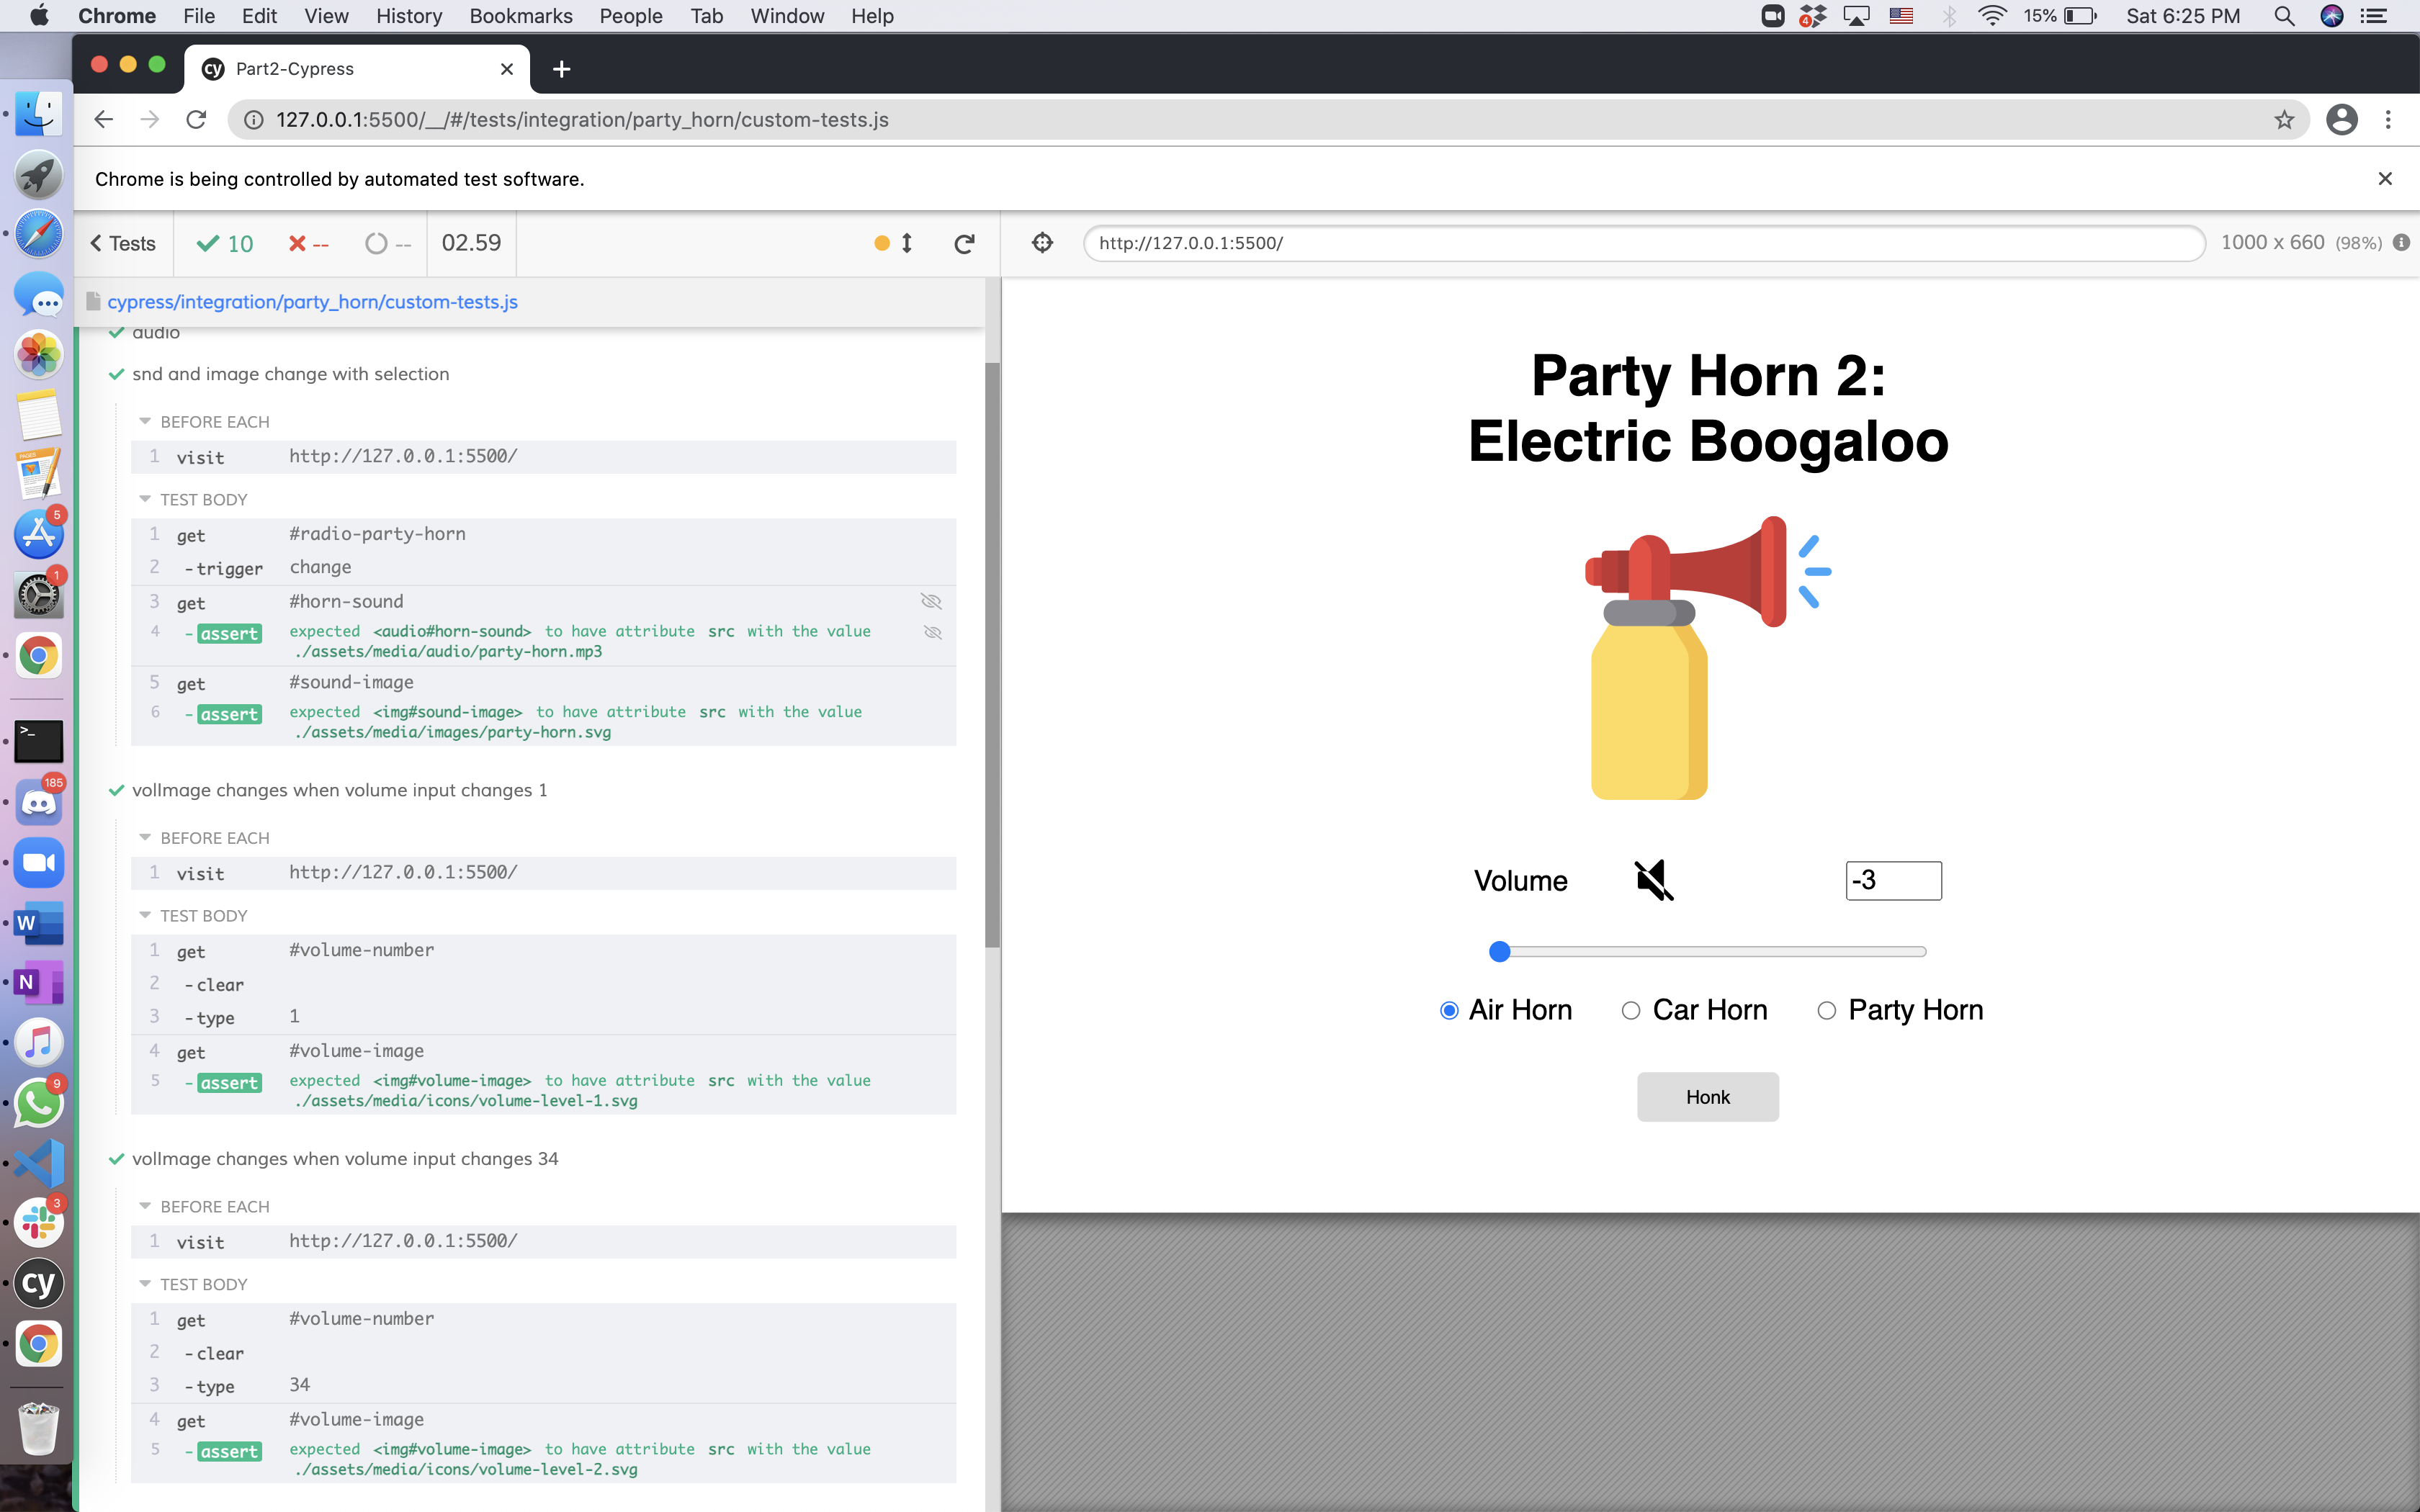 Chrome File Edit View History Bookmarks People Tab Window Help 4 15% Sat 6:25 PM
cy Part2-Cypress
127.0.0.1:5500/__/#/tests/integration/party_horn/custom-tests.js
Chrome is being controlled by automated test software.
Tests 10 -- -- 02.59
http://127.0.0.1:5500/ 1000 x 660 (98%)
cypress/integration/party_horn/custom-tests.js
audio
snd and image change with selection
BEFORE EACH
1 visit http://127.0.0.1:5500/
TEST BODY
1 get #radio-party-horn
2 -trigger change
3 get #horn-sound
4 -assert expected <audio#horn-sound> to have attribute src with the value
./assets/media/audio/party-horn.mp3
5 get #sound-image
6 -assert expected <img#sound-image> to have attribute src with the value
./assets/media/images/party-horn.svg
volImage changes when volume input changes 1
BEFORE EACH
1 visit http://127.0.0.1:5500/
TEST BODY
1 get #volume-number
2 -clear
3 -type 1
4 get #volume-image
5 -assert expected <img#volume-image> to have attribute src with the value
./assets/media/icons/volume-level-1.svg
volImage changes when volume input changes 34
BEFORE EACH
1 visit http://127.0.0.1:5500/
TEST BODY
1 get #volume-number
2 -clear
3 -type 34
4 get #volume-image
5 -assert expected <img#volume-image> to have attribute src with the value
./assets/media/icons/volume-level-2.svg
Party Horn 2:
Electric Boogaloo
Volume -3
Air Horn Car Horn Party Horn
Honk
PAGES
5
1
>_
185
W
N
9
3
cy